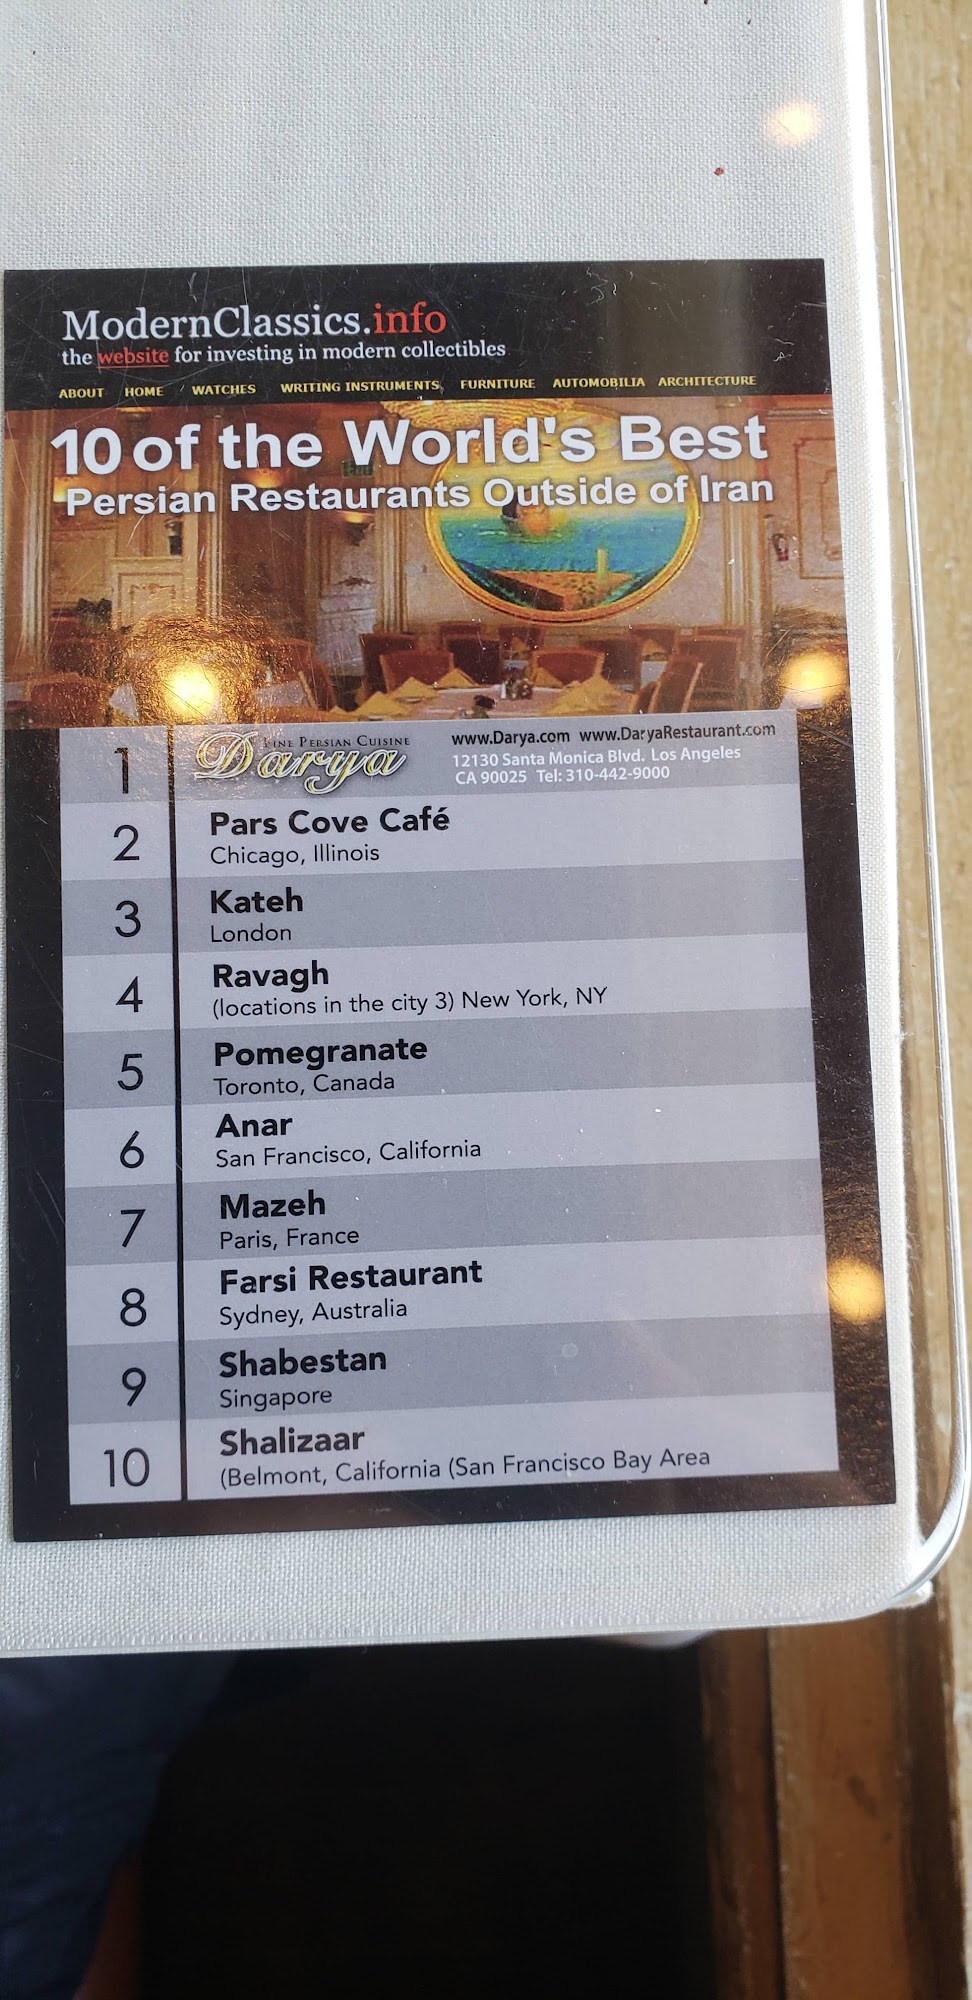 ModernClassics.info
the website for investing in modern collectibles
ABOUT HOME WATCHES WRITING INSTRUMENTS FURNITURE AUTOMOBILIA ARCHITECTURE
10 of the World's Best
Persian Restaurants Outside of Iran
1
FINE PERSIAN CUISINE
Darya
www.Darya.com www.DaryaRestaurant.com
12130 Santa Monica Blvd. Los Angeles
CA 90025 Tel: 310-442-9000
2
Pars Cove Café
Chicago, Illinois
3
Kateh
London
4
Ravagh
(locations in the city 3) New York, NY
5
Pomegranate
Toronto, Canada
6
Anar
San Francisco, California
7
Mazeh
Paris, France
8
Farsi Restaurant
Sydney, Australia
9
Shabestan
Singapore
10
Shalizaar
(Belmont, California (San Francisco Bay Area